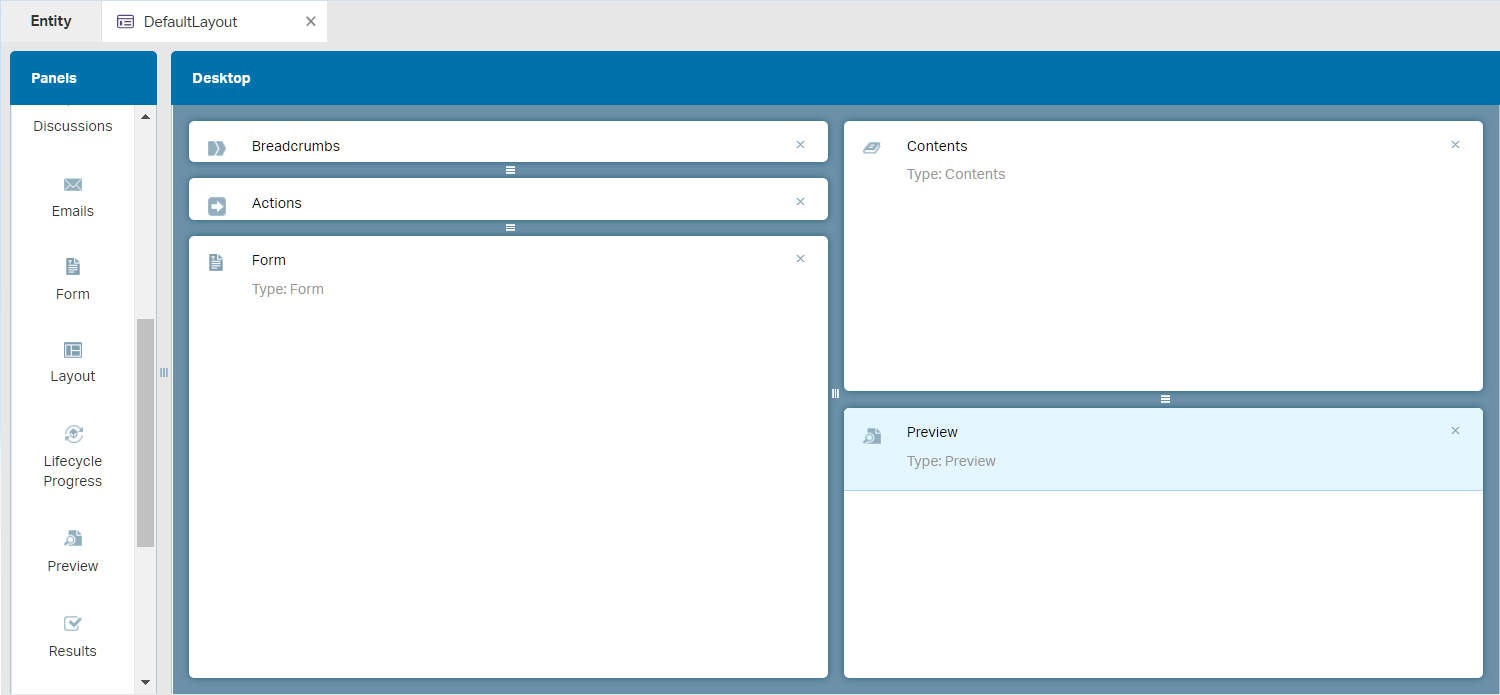 Entity
DefaultLayout
Panels
Desktop
Discussions
Emails
Form
Layout
Lifecycle
Progress
Preview
Results
Breadcrumbs
Actions
Form
Type: Form
Contents
Type: Contents
Preview
Type: Preview